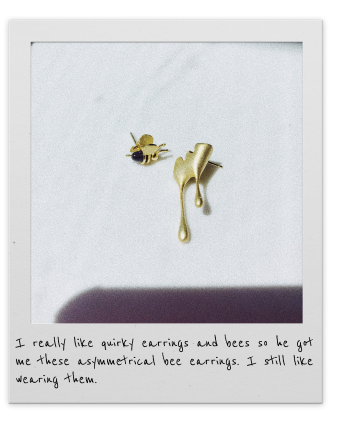 I really like quirky earrings and bees so he got
me these asymmetrical bee earrings. I still like
wearing them.